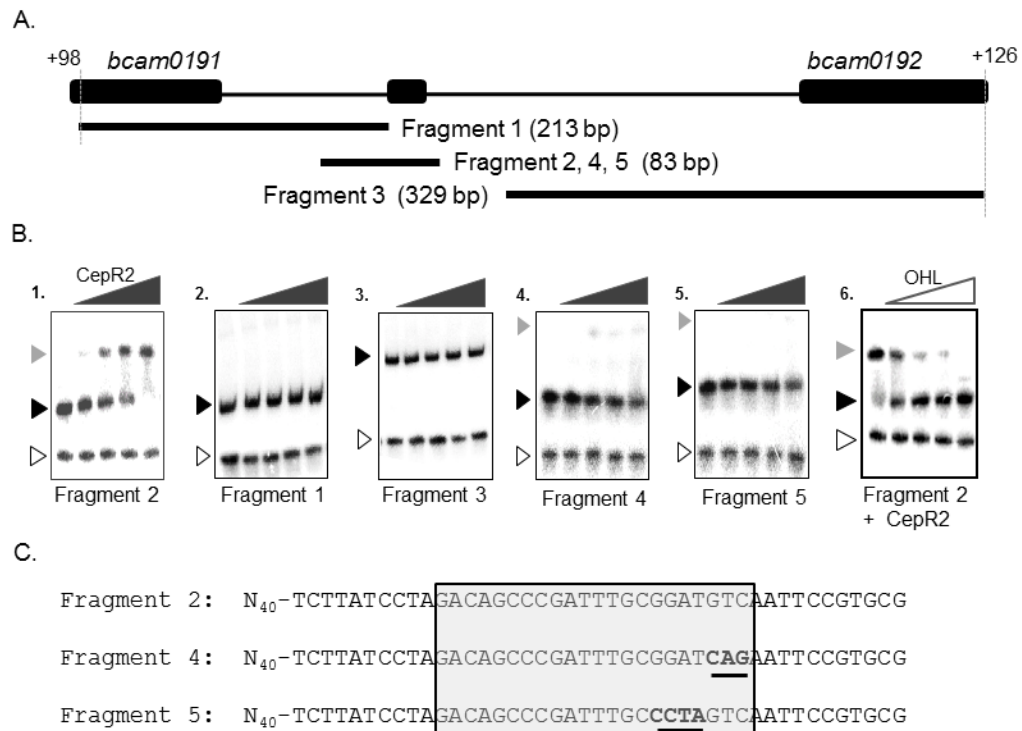 A.
+98 bcam0191 bcam0192 +126
Fragment 1 (213 bp)
Fragment 2, 4, 5 (83 bp)
Fragment 3 (329 bp)
B.
CepR2 OHL
1. 2. 3. 4. 5. 6.
Fragment 2 Fragment 1 Fragment 3 Fragment 4 Fragment 5 Fragment 2
+ CepR2
C.
Fragment 2: N40-TCTTATCCTAGACAGCCCGATTTGCGGATGTCAATTCCGTGCG
Fragment 4: N40-TCTTATCCTAGACAGCCCGATTTGCGGATCAGAATTCCGTGCG
Fragment 5: N40-TCTTATCCTAGACAGCCCGATTTGCCCTAGTCAATTCCGTGCG